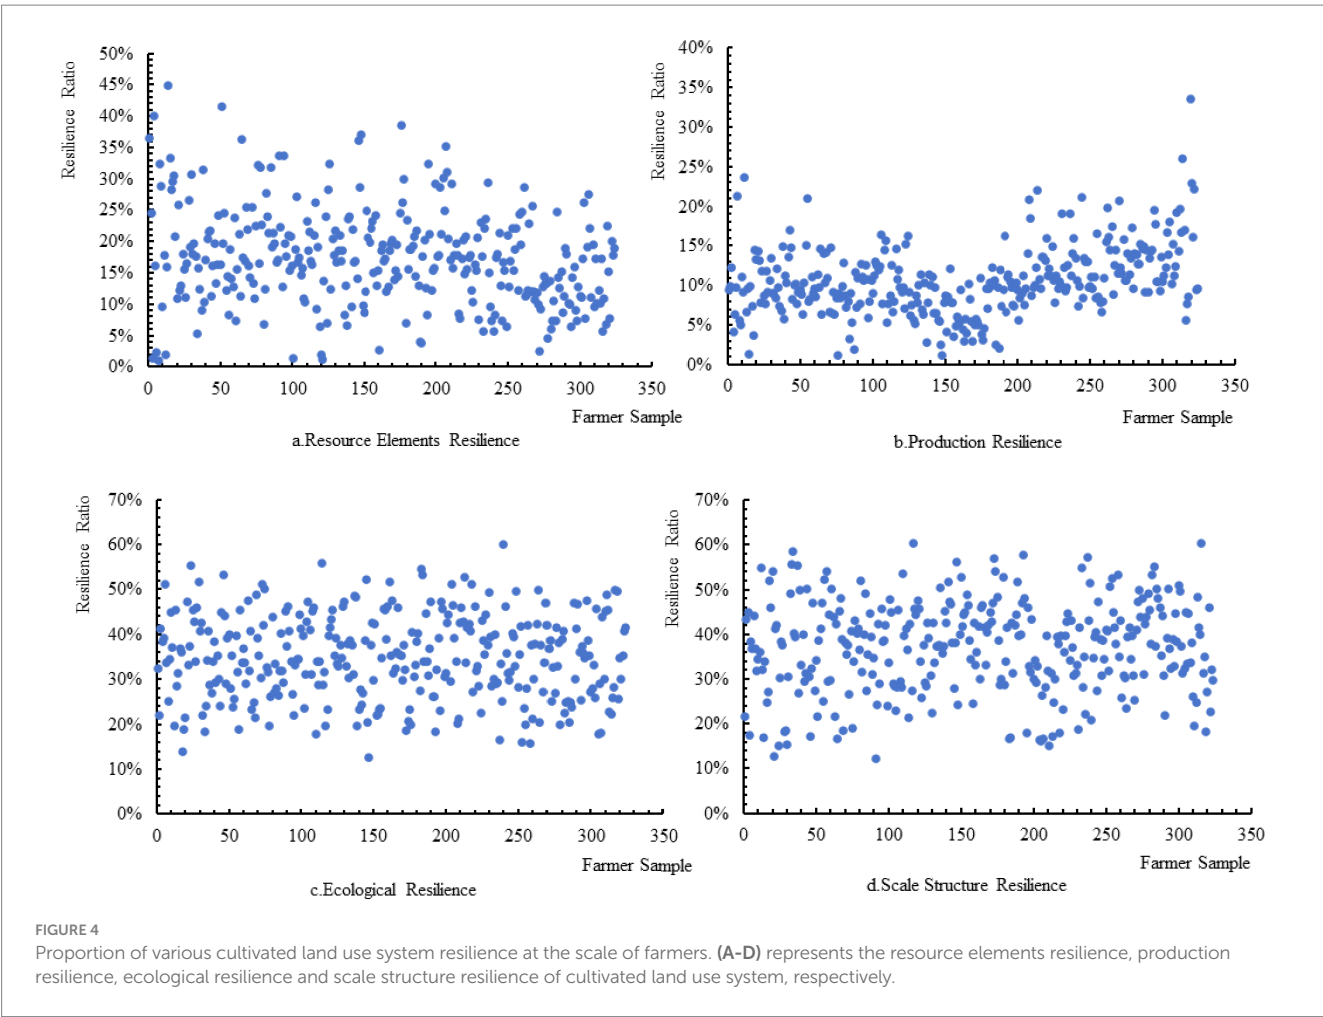 50%
45%
40%
35%
30%
25%
20%
15%
10%
5%
0%
Resilience Ratio
0 50 100 150 200 250 300 350
Farmer Sample
a.Resource Elements Resilience
40%
35%
30%
25%
20%
15%
10%
5%
0%
Resilience Ratio
0 50 100 150 200 250 300 350
Farmer Sample
b.Production Resilience
70%
60%
50%
40%
30%
20%
10%
0%
Resilience Ratio
0 50 100 150 200 250 300 350
Farmer Sample
c.Ecological Resilience
70%
60%
50%
40%
30%
20%
10%
0%
Resilience Ratio
0 50 100 150 200 250 300 350
Farmer Sample
d.Scale Structure Resilience
FIGURE 4
Proportion of various cultivated land use system resilience at the scale of farmers. (A-D) represents the resource elements resilience, production
resilience, ecological resilience and scale structure resilience of cultivated land use system, respectively.